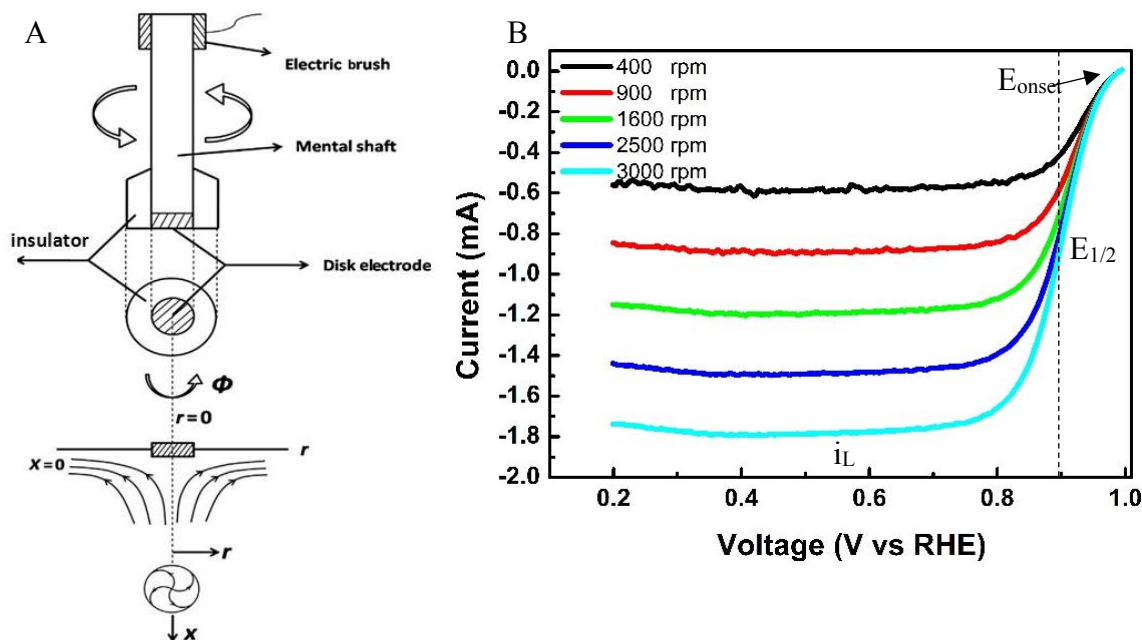 A
Electric brush
Mental shaft
insulator
Disk electrode
Φ
r=0
r
X=0
r
x
B
400 rpm
900 rpm
1600 rpm
2500 rpm
3000 rpm
E_onset
E_1/2
i_L
Current (mA)
0.0
-0.2
-0.4
-0.6
-0.8
-1.0
-1.2
-1.4
-1.6
-1.8
-2.0
0.2
0.4
0.6
0.8
1.0
Voltage (V vs RHE)